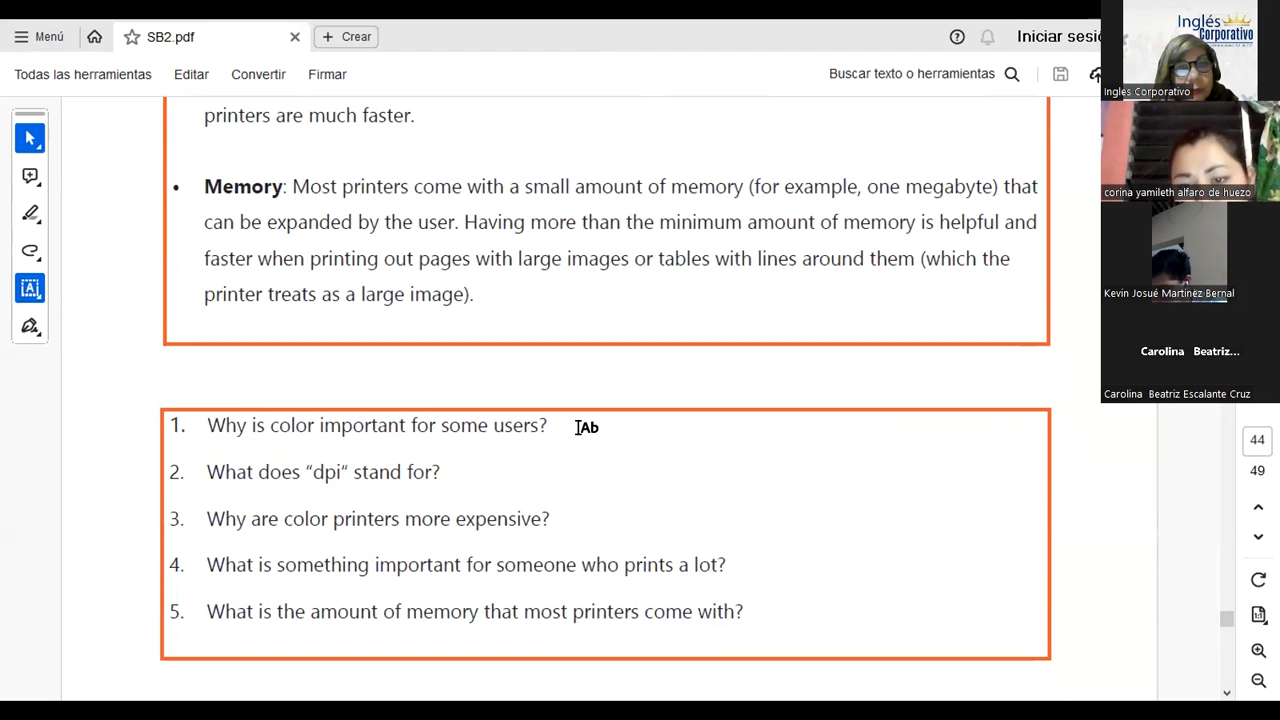 Menú
SB2.pdf
Crear
Iniciar sesió
Todas las herramientas
Editar
Convertir
Firmar
Buscar texto o herramientas
printers are much faster.
• Memory: Most printers come with a small amount of memory (for example, one megabyte) that
can be expanded by the user. Having more than the minimum amount of memory is helpful and
faster when printing out pages with large images or tables with lines around them (which the
printer treats as a large image).
1. Why is color important for some users?
Ab
2. What does “dpi“ stand for?
3. Why are color printers more expensive?
4. What is something important for someone who prints a lot?
5. What is the amount of memory that most printers come with?
Inglés
Corporativo
Ingles Corporativo
corina yamileth alfaro de huezo
Kevin Josué Martinez Bernal
Carolina Beatriz...
Carolina Beatriz Escalante Cruz
44
49
1:1